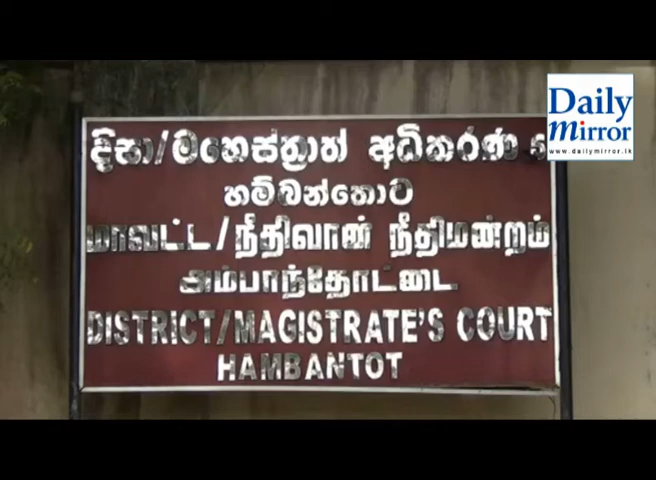 Daily
Mirror
www.dailymirror.lk
දිසා/මහෙස්ත්‍රාත් අධිකරණ
හම්බන්තොට
மாவட்ட/நீதிவான் நீதிமன்றம்
அம்பாந்தோட்டை
DISTRICT/MAGISTRATE'S COURT
HAMBANTOT